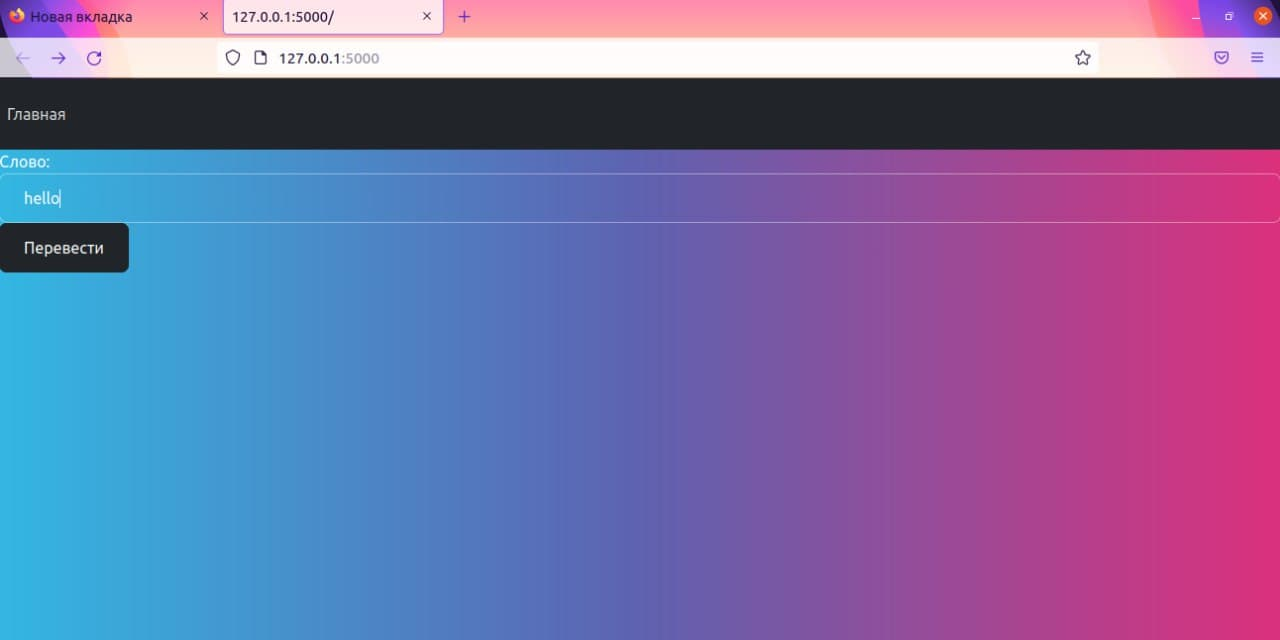 Новая вкладка
127.0.0.1:5000/
127.0.0.1:5000
Главная
Слово:
hello
Перевести